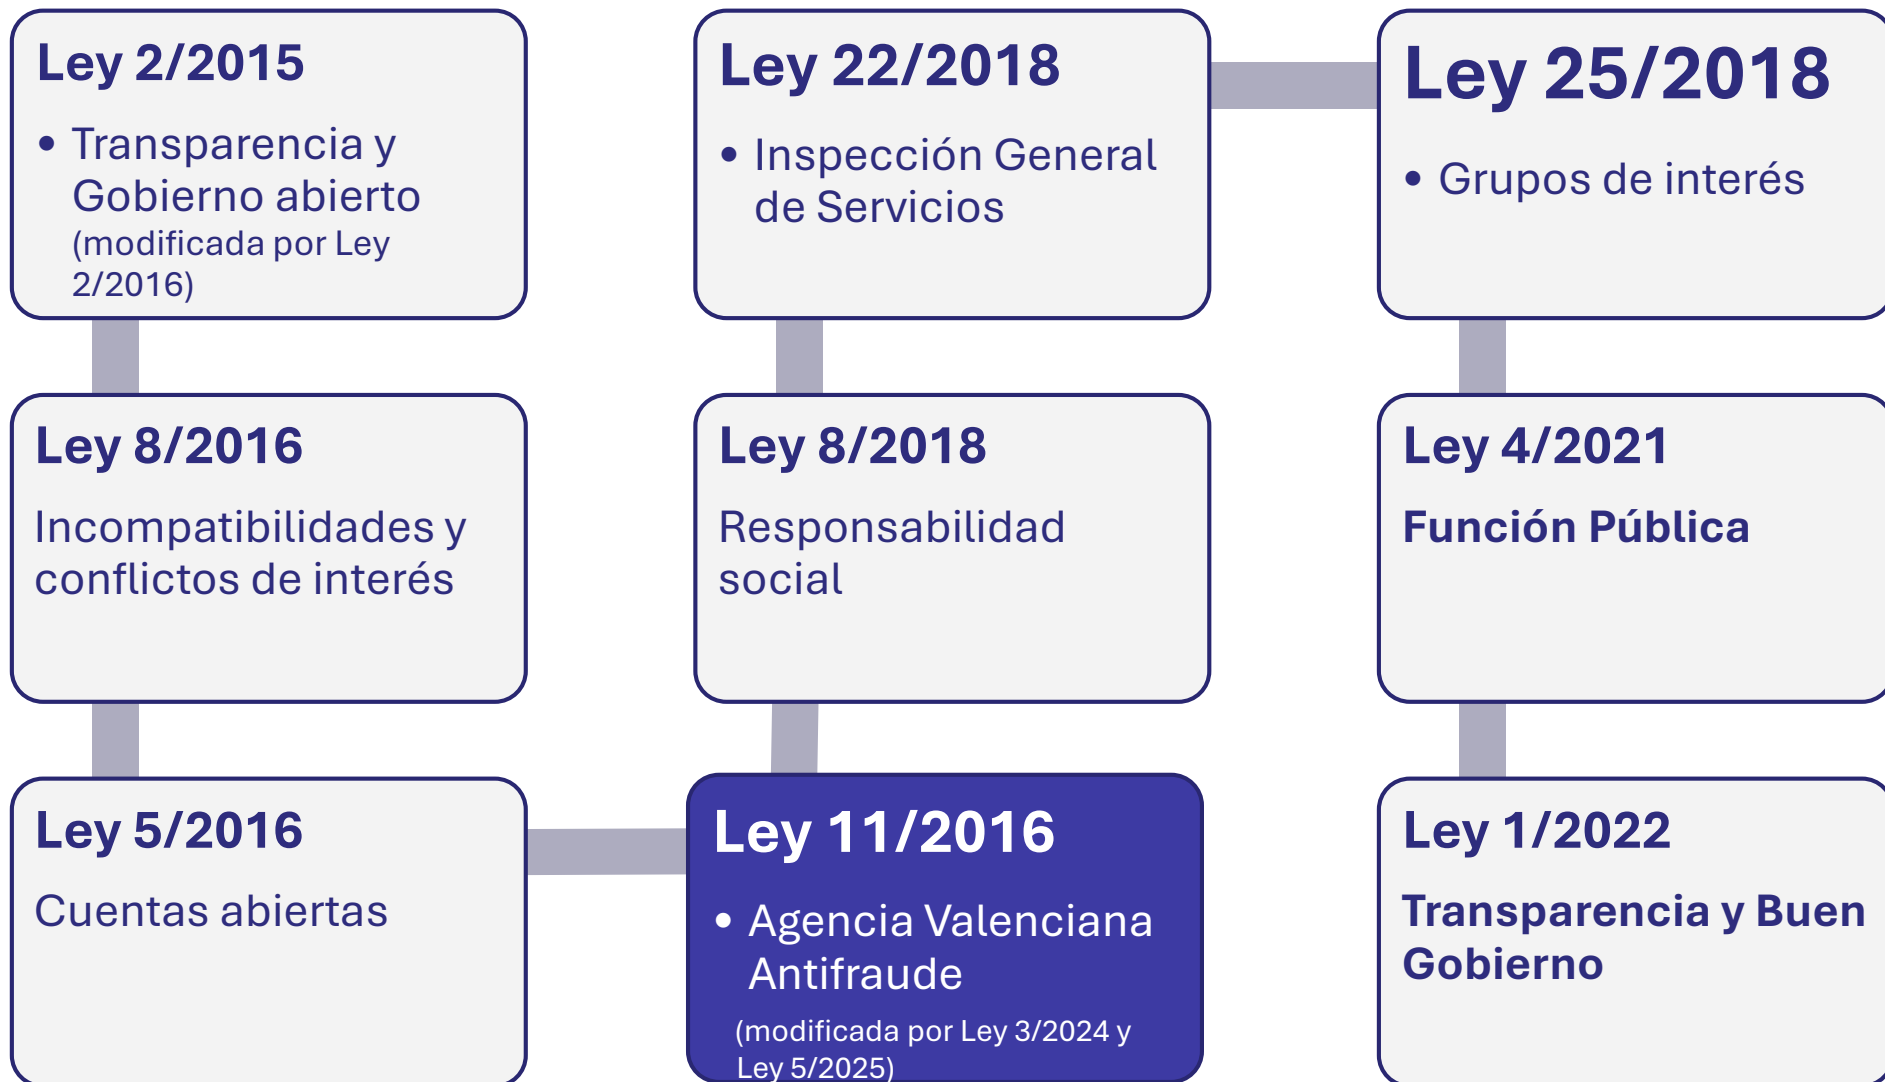 Ley 2/2015
• Transparencia y
Gobierno abierto
(modificada por Ley
2/2016)
Ley 8/2016
Incompatibilidades y
conflictos de interés
Ley 5/2016
Cuentas abiertas
Ley 11/2016
• Agencia Valenciana
Antifraude
(modificada por Ley 3/2024 y
Ley 5/2025)
Ley 8/2018
Responsabilidad
social
Ley 22/2018
• Inspección General
de Servicios
Ley 25/2018
• Grupos de interés
Ley 4/2021
Función Pública
Ley 1/2022
Transparencia y Buen
Gobierno